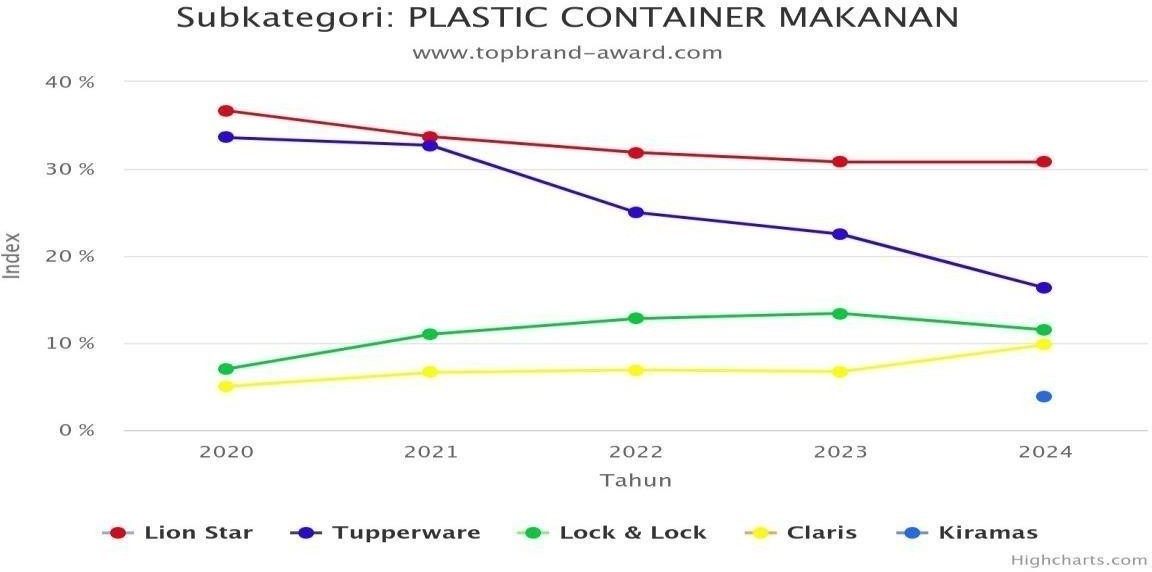 Subkategori: PLASTIC CONTAINER MAKANAN
www.topbrand-award.com
40 %
30 %
20 %
10 %
0 %
Index
2020 2021 2022 2023 2024
Tahun
Lion Star Tupperware Lock & Lock Claris Kiramas
Highcharts.com